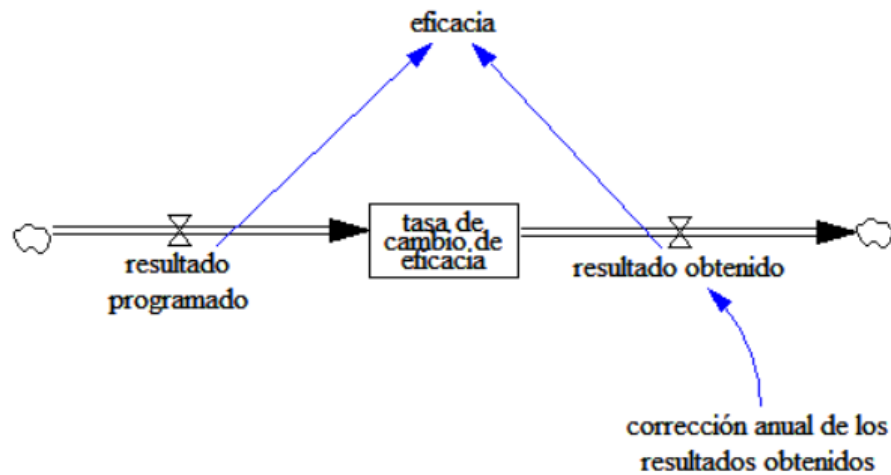 eficacia
tasa de
cambio de
eficacia
resultado
programado
resultado obtenido
corrección anual de los
resultados obtenidos